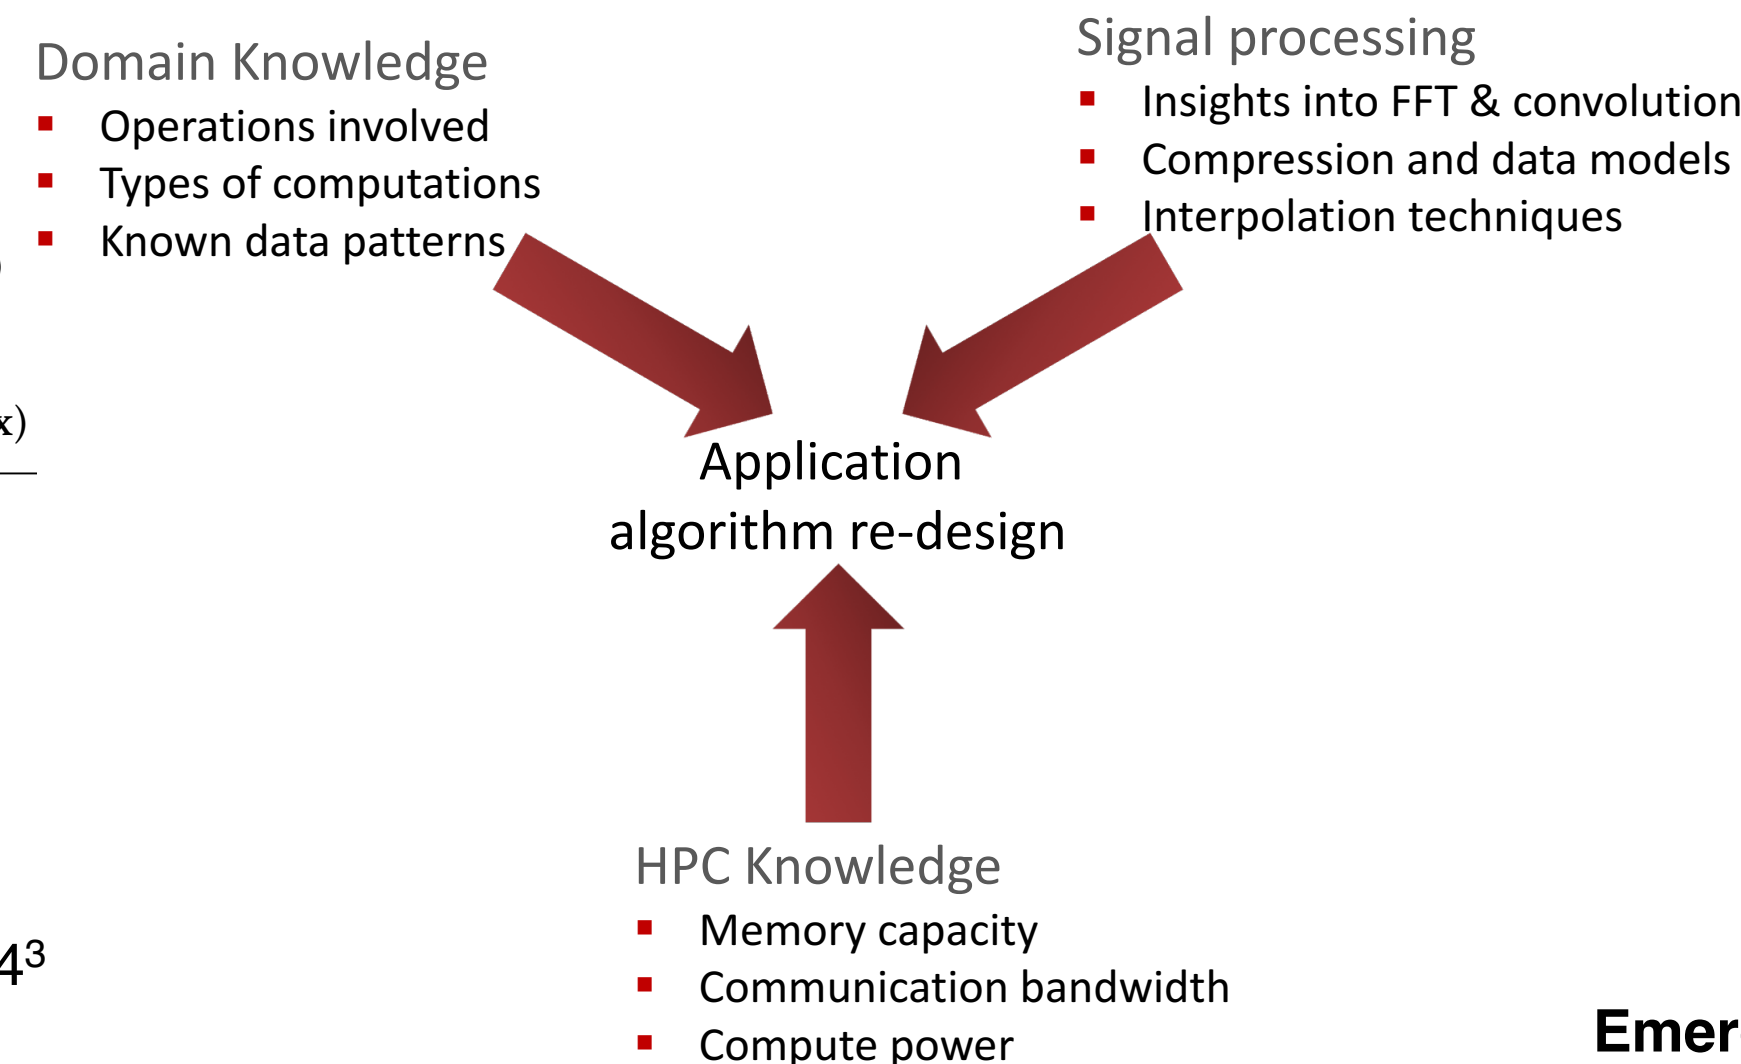 Domain Knowledge
▪ Operations involved
▪ Types of computations
▪ Known data patterns
Signal processing
▪ Insights into FFT & convolution
▪ Compression and data models
▪ Interpolation techniques
)
x)
Application
algorithm re-design
HPC Knowledge
▪ Memory capacity
▪ Communication bandwidth
▪ Compute power
4³